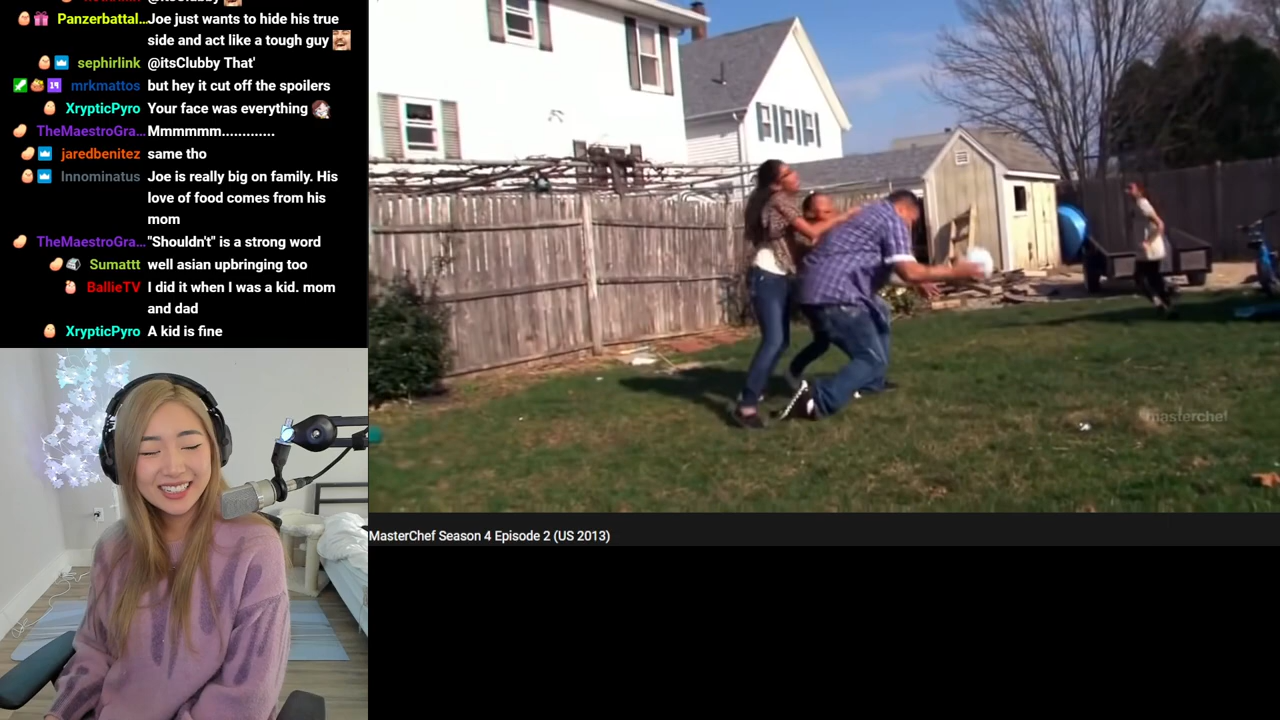 @itsClubby
Panzerbattal... Joe just wants to hide his true
side and act like a tough guy
sephirlink @itsClubby That'
mrkmattos but hey it cut off the spoilers
XrypticPyro Your face was everything
TheMaestroGra... Mmmmmm.............
jaredbenitez same tho
Innominatus Joe is really big on family. His
love of food comes from his
mom
TheMaestroGra... "Shouldn't" is a strong word
Sumattt well asian upbringing too
BallieTV I did it when I was a kid. mom
and dad
XrypticPyro A kid is fine
masterchef
MasterChef Season 4 Episode 2 (US 2013)